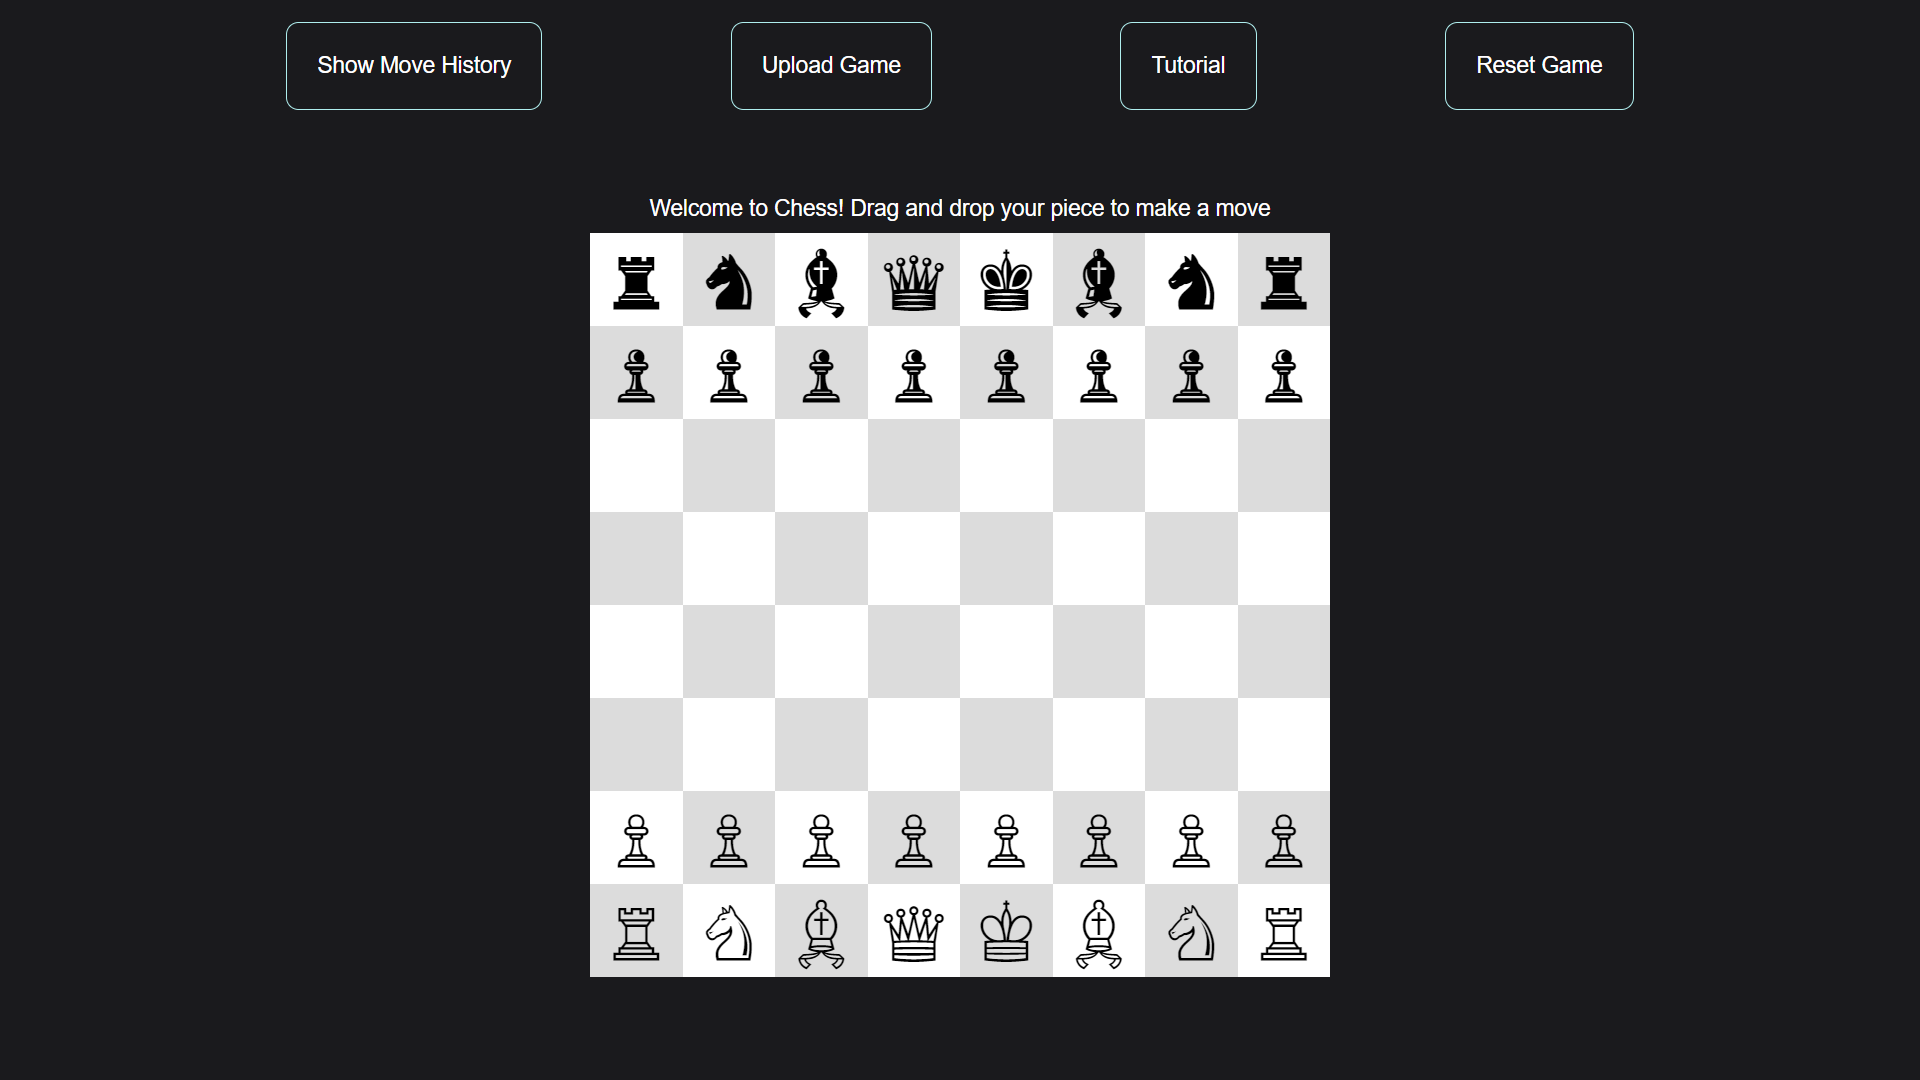 Show Move History
Upload Game
Tutorial
Reset Game
Welcome to Chess! Drag and drop your piece to make a move